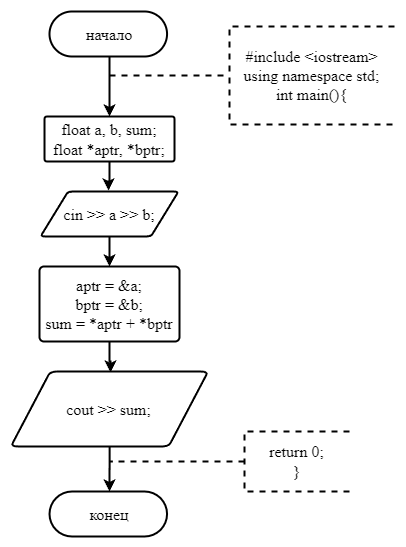 начало
#include <iostream>
using namespace std;
int main(){
float a, b, sum;
float *aptr, *bptr;
cin >> a >> b;
aptr = &a;
bptr = &b;
sum = *aptr + *bptr
cout >> sum;
return 0;
}
конец